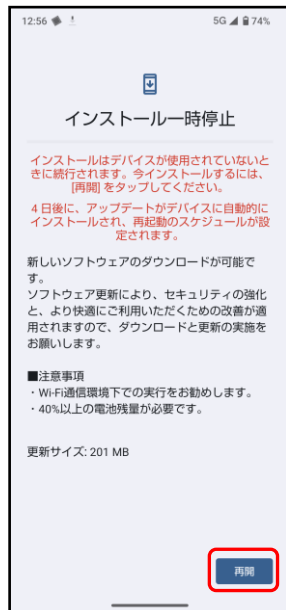 12:56 5G 74%
インストール一時停止
インストールはデバイスが使用されていないと
きに続行されます。今インストールするには、
[再開] をタップしてください。
4 日後に、アップデートがデバイスに自動的に
インストールされ、再起動のスケジュールが設
定されます。
新しいソフトウェアのダウンロードが可能で
す。
ソフトウェア更新により、セキュリティの強化
と、より快適にご利用いただくための改善が適
用されますので、ダウンロードと更新の実施を
お願いします。
■注意事項
・Wi-Fi通信環境下での実行をお勧めします。
・40%以上の電池残量が必要です。
更新サイズ: 201 MB
再開